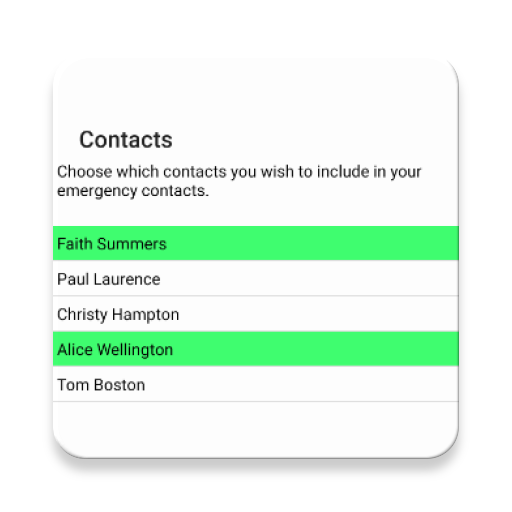 Contacts
Choose which contacts you wish to include in your
emergency contacts.
Faith Summers
Paul Laurence
Christy Hampton
Alice Wellington
Tom Boston